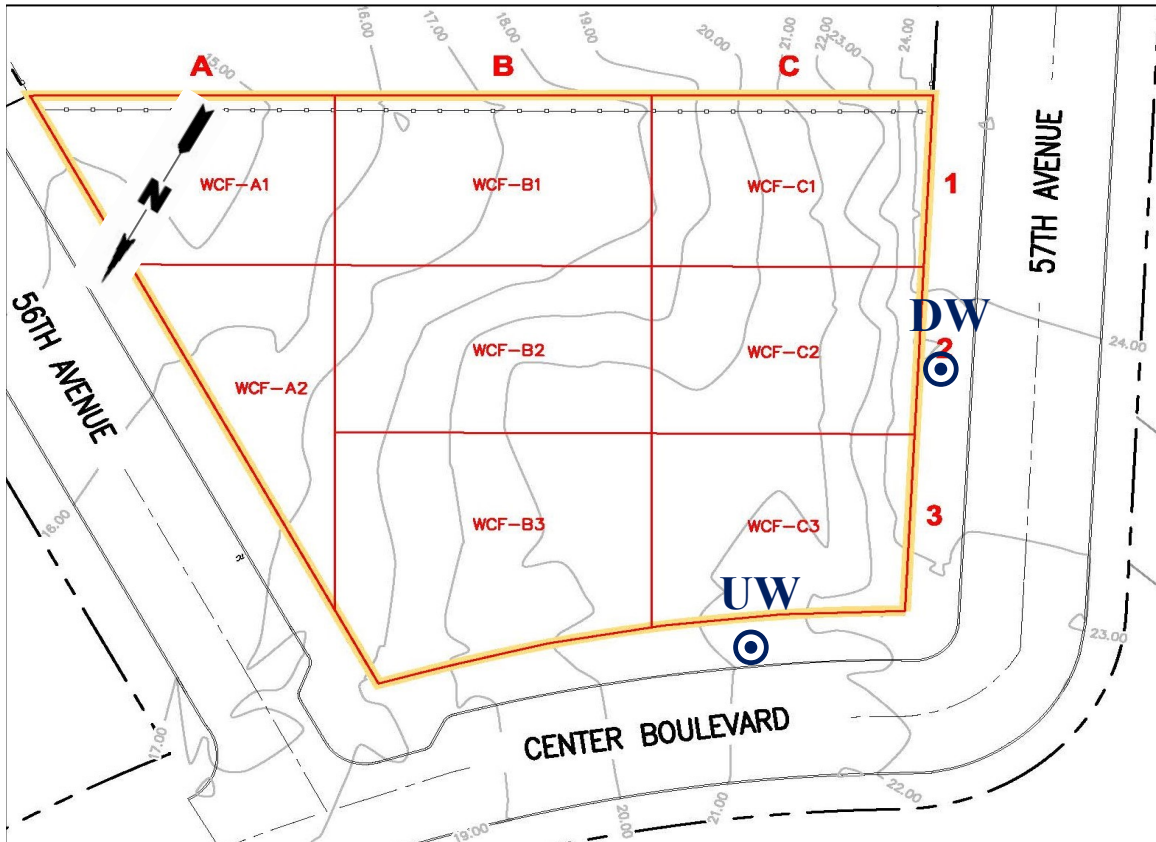 16.00
17.00
18.00
19.00
20.00
21.00
22.00
23.00
24.00
A
B
C
15.00
N
WCF-A1
WCF-B1
WCF-C1
1
57TH AVENUE
56TH AVENUE
DW
2
24.00
WCF-B2
WCF-C2
WCF-A2
16.00
WCF-B3
WCF-C3
3
UW
23.00
CENTER BOULEVARD
17.00
22.00
21.00
20.00
19.00